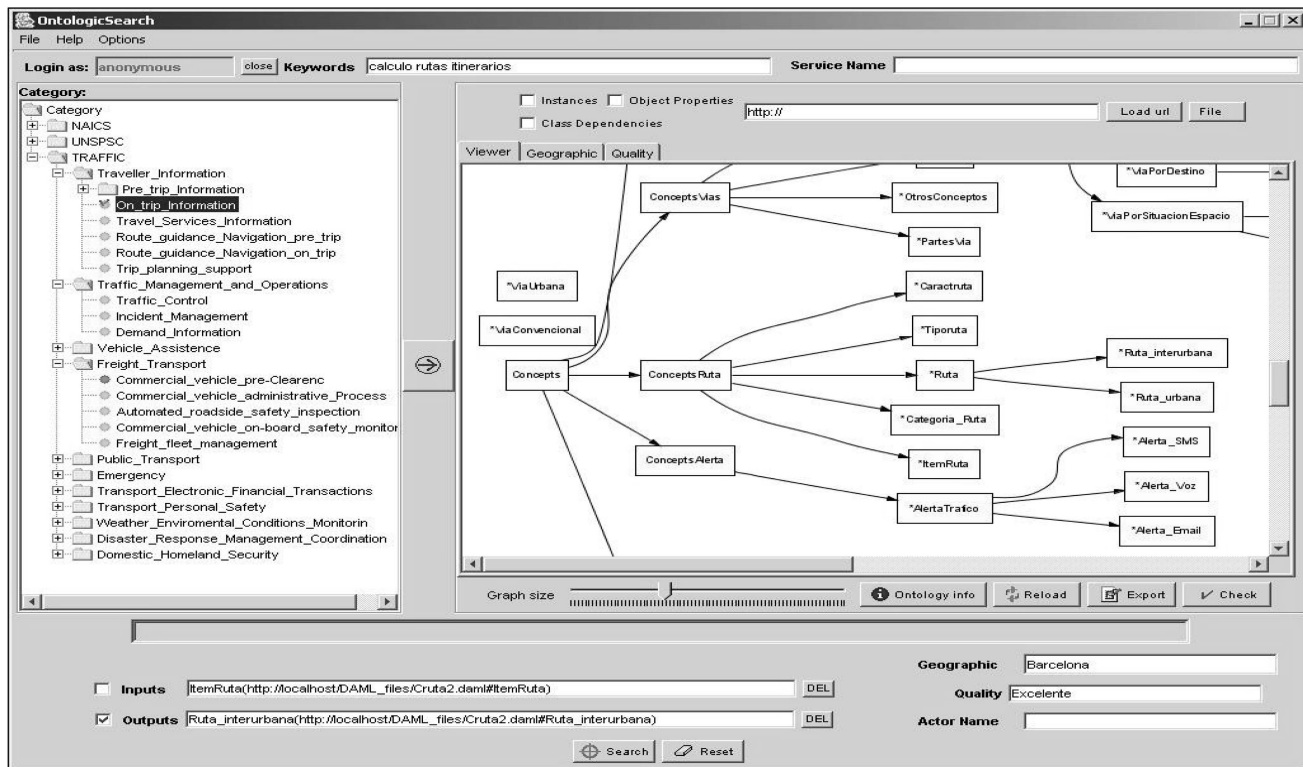 OntologicSearch
File Help Options
Login as: anonymous close Keywords calculo rutas itinerarios Service Name
Category:
Category
NAICS
UNSPSC
TRAFFIC
Traveller_Information
Pre_trip_Information
On_trip_Information
Travel_Services_Information
Route_guidance_Navigation_pre_trip
Route_guidance_Navigation_on_trip
Trip_planning_support
Traffic_Management_and_Operations
Traffic_Control
Incident_Management
Demand_Information
Vehicle_Assistence
Freight_Transport
Commercial_vehicle_pre-Clearenc
Commercial_vehicle_administrative_Process
Automated_roadside_safety_inspection
Commercial_vehicle_on-board_safety_monitor
Freight_fleet_management
Public_Transport
Emergency
Transport_Electronic_Financial_Transactions
Transport_Personal_Safety
Weather_Enviromental_Conditions_Monitorin
Disaster_Response_Management_Coordination
Domestic_Homeland_Security
Instances Object Properties
Class Dependencies
http:// Load url File
Viewer Geographic Quality
ConceptsVias
*OtrosConceptos
*PartesVia
*ViaPorDestino
*ViaPorSituacionEspacio
*ViaUrbana
*ViaConvencional
Concepts
ConceptsRuta
ConceptsAlerta
*Caractruta
*Tiporuta
*Ruta
*Categoria_Ruta
*ItemRuta
*AlertaTrafico
*Ruta_interurbana
*Ruta_urbana
*Alerta_SMS
*Alerta_Voz
*Alerta_Email
Graph size Ontology info Reload Export Check
Inputs ItemRuta(http://localhost/DAML_files/Cruta2.daml#ItemRuta) DEL
Outputs Ruta_interurbana(http://localhost/DAML_files/Cruta2.daml#Ruta_interurbana) DEL
Geographic Barcelona
Quality Excelente
Actor Name
Search Reset